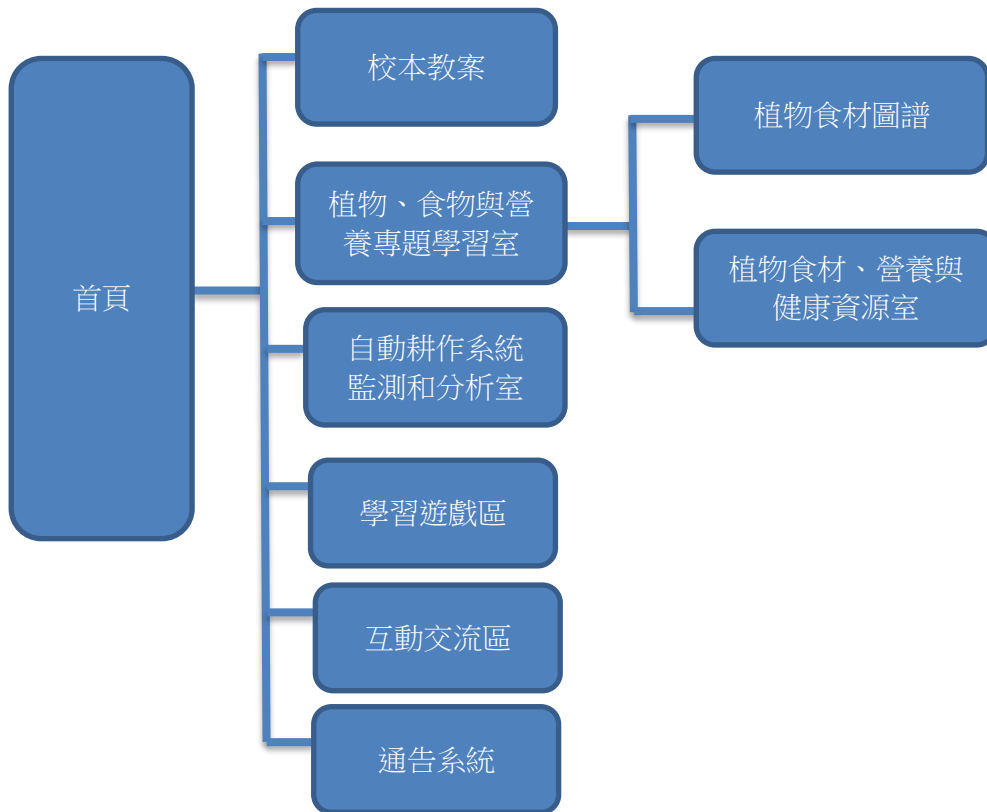 首頁
校本教案
植物、食物與營
養專題學習室
自動耕作系統
監測和分析室
學習遊戲區
互動交流區
通告系統
植物食材圖譜
植物食材、營養與
健康資源室